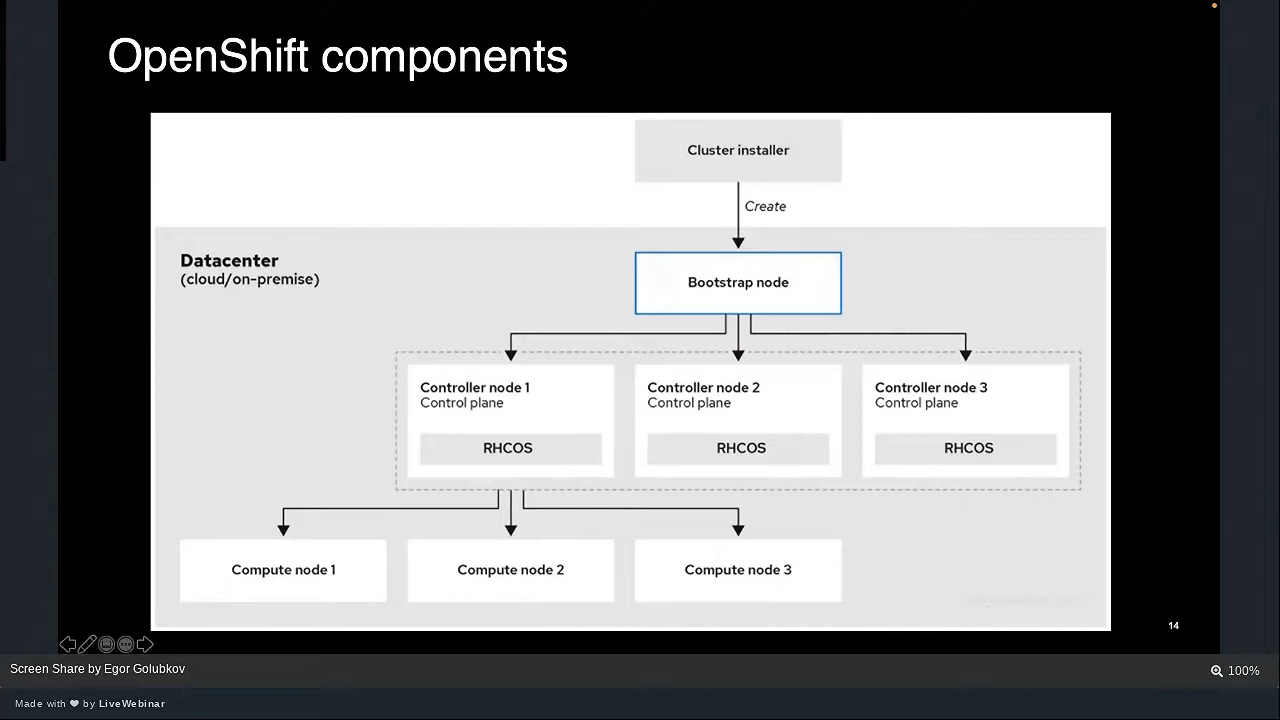 OpenShift components
Cluster installer
Create
Datacenter
(cloud/on-premise)
Bootstrap node
Controller node 1
Control plane
RHCOS
Controller node 2
Control plane
RHCOS
Controller node 3
Control plane
RHCOS
Compute node 1
Compute node 2
Compute node 3
14
Screen Share by Egor Golubkov
100%
Made with ❤ by LiveWebinar